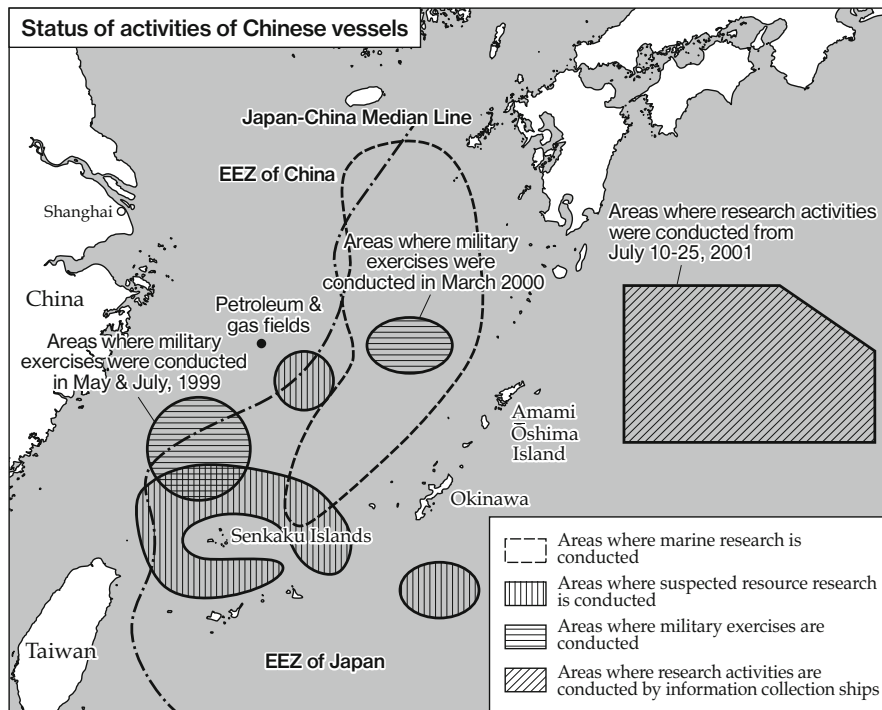 Status of activities of Chinese vessels
Japan-China Median Line
EEZ of China
Shanghai
Areas where research activities
were conducted from
July 10-25, 2001
Areas where military
exercises were
conducted in March 2000
China
Petroleum &
gas fields
Areas where military
exercises were conducted
in May & July, 1999
Amami
Ōshima
Island
Okinawa
Senkaku Islands
Taiwan
EEZ of Japan
Areas where marine research is
conducted
Areas where suspected resource research
is conducted
Areas where military exercises are
conducted
Areas where research activities are
conducted by information collection ships